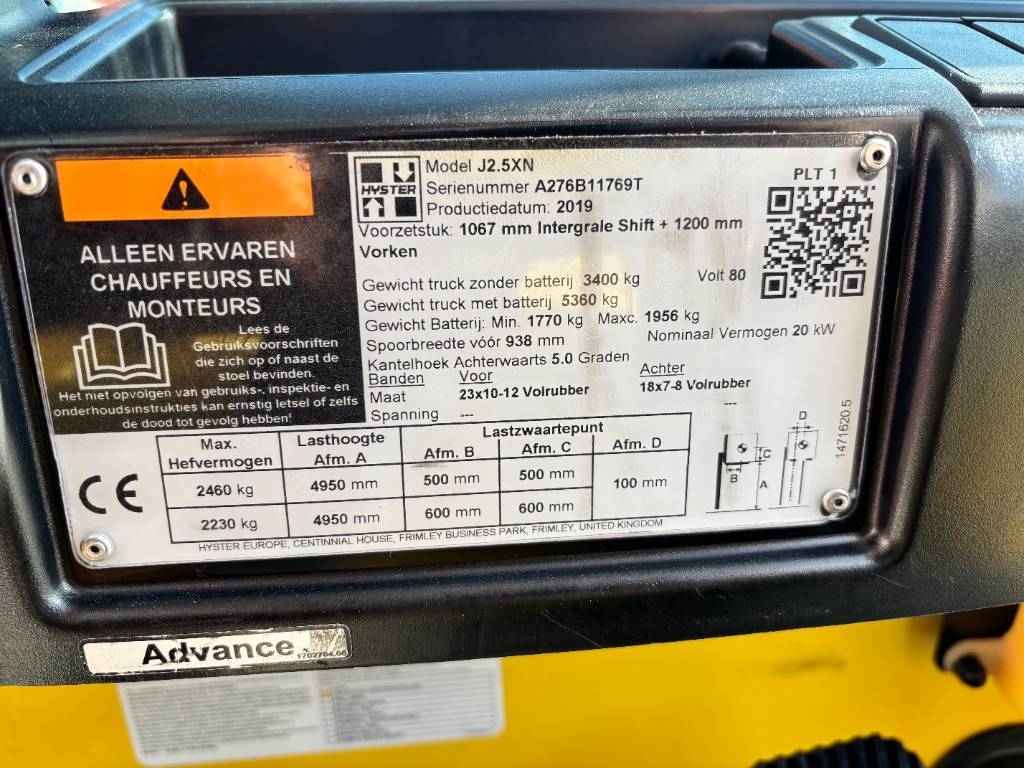 ALLEEN ERVAREN
CHAUFFEURS EN
MONTEURS
Lees de
Gebruiksvoorschriften
die zich op of naast de
stoel bevinden.
Het niet opvolgen van gebruiks-, inspektie- en
onderhoudsinstrukties kan ernstig letsel of zelfs
de dood tot gevolg hebben!
HYSTER
Model J2.5XN
Serienummer A276B11769T
Productiedatum: 2019
Voorzetstuk: 1067 mm Intergrale Shift + 1200 mm
Vorken
PLT 1
Gewicht truck zonder batterij 3400 kg Volt 80
Gewicht truck met batterij 5360 kg
Gewicht Batterij: Min. 1770 kg Maxc. 1956 kg
Spoorbreedte vóór 938 mm Nominaal Vermogen 20 kW
Kantelhoek Achterwaarts 5.0 Graden
Banden Voor Achter
Maat 23x10-12 Volrubber 18x7-8 Volrubber
Spanning --- ---
Max. Hefvermogen Lasthoogte Afm. A Lastzwaartepunt
Afm. B Afm. C Afm. D
2460 kg 4950 mm 500 mm 500 mm 100 mm
2230 kg 4950 mm 600 mm 600 mm
CE
D
C
B
A
1471620.5
HYSTER EUROPE, CENTINNIAL HOUSE, FRIMLEY BUSINESS PARK, FRIMLEY, UNITED KINGDOM
Advance
1702704.00